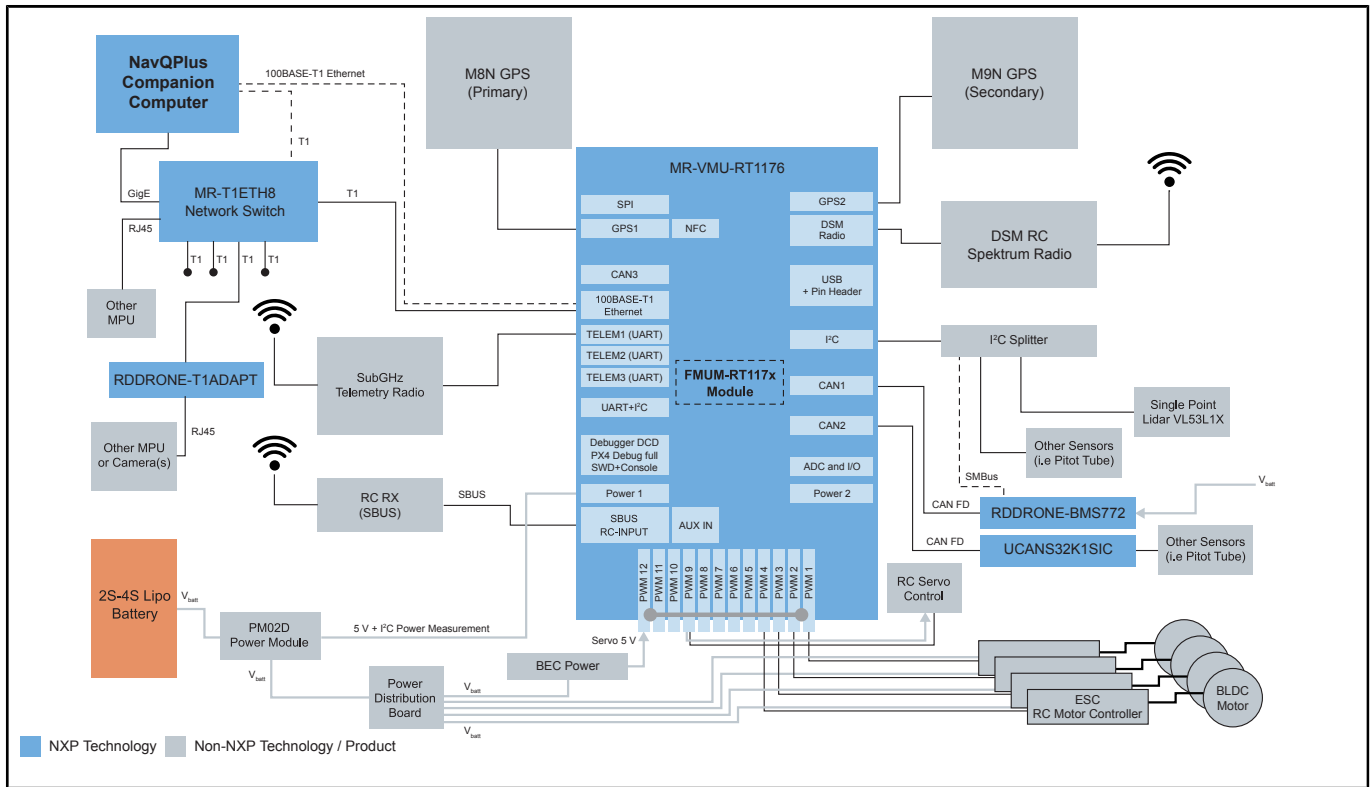 NavQPlus
Companion
Computer
100BASE-T1 Ethernet
T1
M8N GPS
(Primary)
M9N GPS
(Secondary)
GigE
MR-T1ETH8
Network Switch
T1
RJ45
T1
T1
T1
T1
Other
MPU
RDDRONE-T1ADAPT
RJ45
Other MPU
or Camera(s)
SubGHz
Telemetry Radio
RC RX
(SBUS)
SBUS
MR-VMU-RT1176
SPI
GPS1
NFC
CAN3
100BASE-T1
Ethernet
TELEM1 (UART)
TELEM2 (UART)
TELEM3 (UART)
UART+I²C
Debugger DCD
PX4 Debug full
SWD+Console
Power 1
SBUS
RC-INPUT
AUX IN
FMUM-RT117x
Module
GPS2
DSM
Radio
USB
+ Pin Header
I²C
CAN1
CAN2
ADC and I/O
Power 2
PWM 12
PWM 11
PWM 10
PWM 9
PWM 8
PWM 7
PWM 6
PWM 5
PWM 4
PWM 3
PWM 2
PWM 1
DSM RC
Spektrum Radio
I²C Splitter
Single Point
Lidar VL53L1X
Other Sensors
(i.e Pitot Tube)
SMBus
CAN FD
RDDRONE-BMS772
Vbatt
CAN FD
UCANS32K1SIC
Other Sensors
(i.e Pitot Tube)
RC Servo
Control
2S-4S Lipo
Battery
Vbatt
PM02D
Power Module
5 V + I²C Power Measurement
Servo 5 V
BEC Power
Vbatt
Power
Distribution
Board
Vbatt
Vbatt
ESC
RC Motor Controller
BLDC
Motor
NXP Technology
Non-NXP Technology / Product